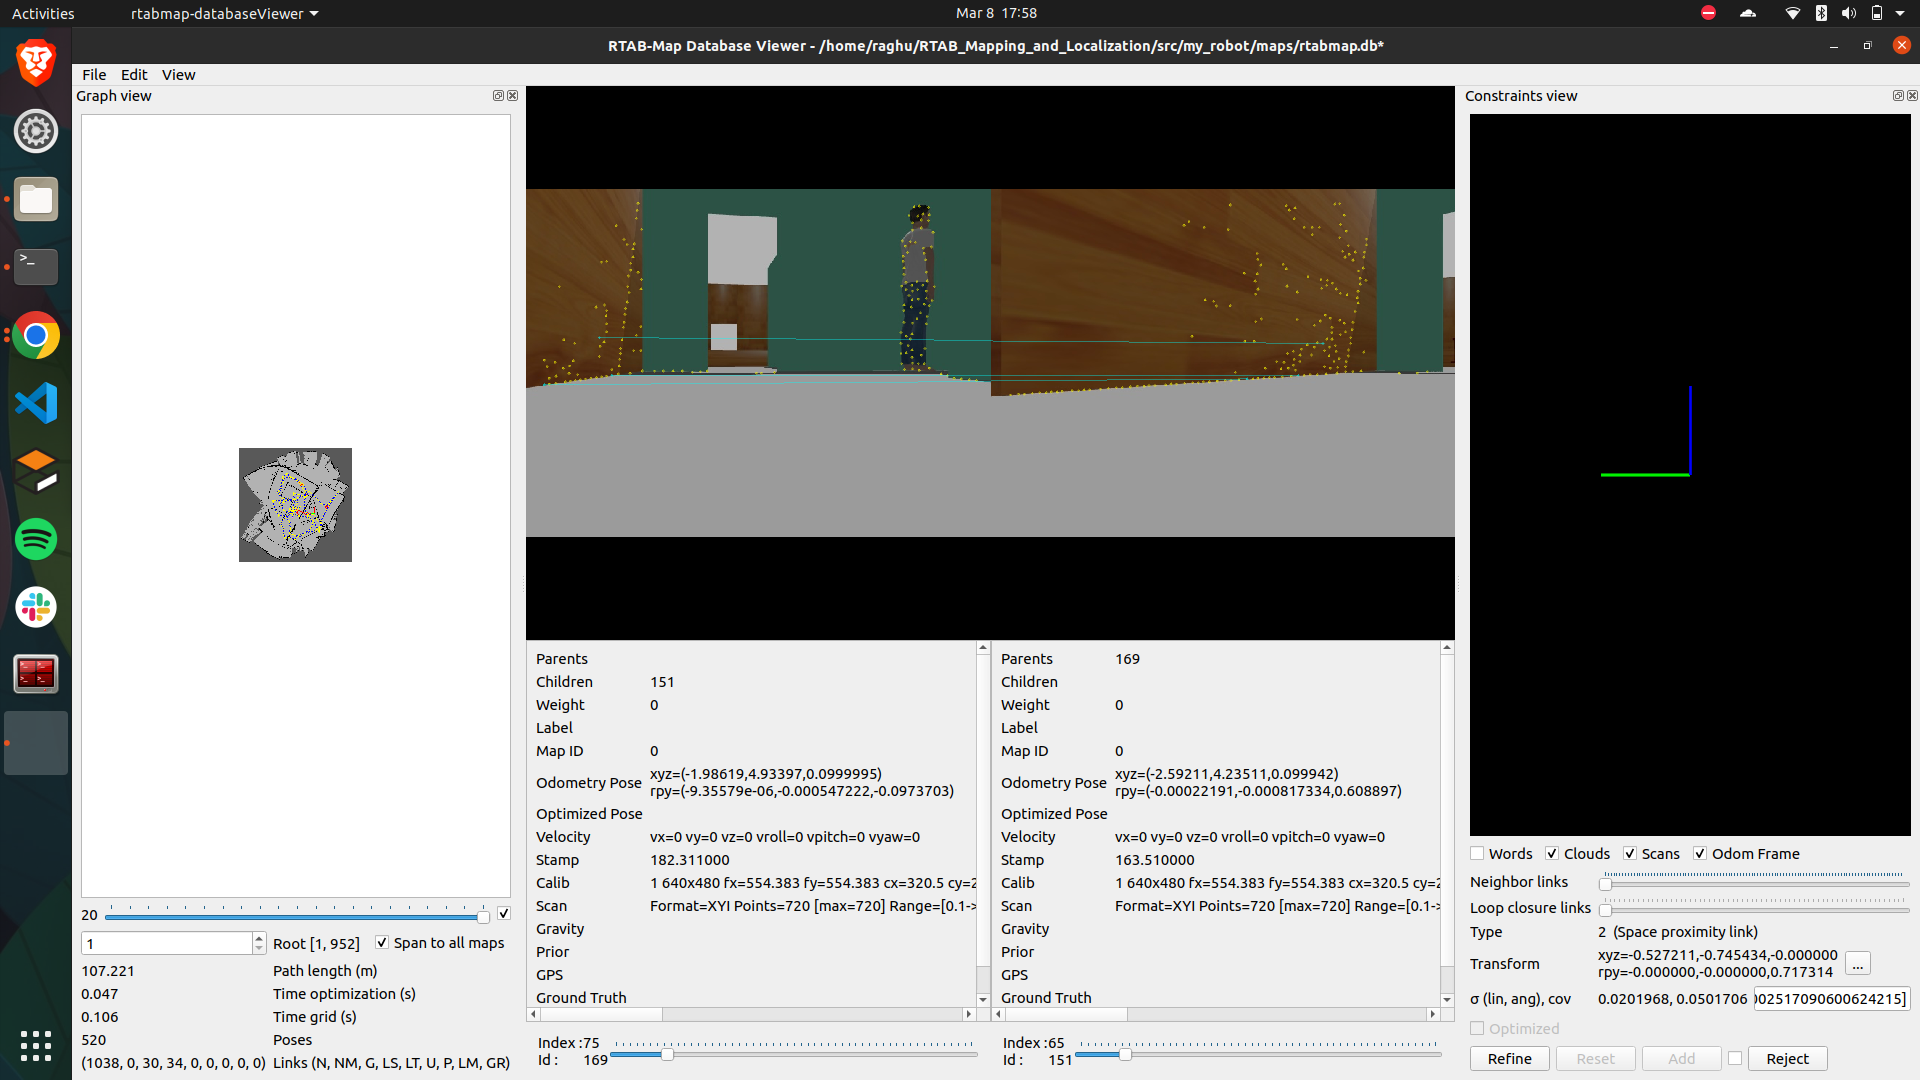 Activities
rtabmap-databaseViewer
Mar 8 17:58
RTAB-Map Database Viewer - /home/raghu/RTAB_Mapping_and_Localization/src/my_robot/maps/rtabmap.db*
File Edit View
Graph view
Constraints view
20
1
Root [1, 952]
Span to all maps
107.221 Path length (m)
0.047 Time optimization (s)
0.106 Time grid (s)
520 Poses
(1038, 0, 30, 34, 0, 0, 0, 0, 0) Links (N, NM, G, LS, LT, U, P, LM, GR)
Parents
Children 151
Weight 0
Label
Map ID 0
Odometry Pose xyz=(-1.98619,4.93397,0.0999995)
rpy=(-9.35579e-06,-0.000547222,-0.0973703)
Optimized Pose
Velocity vx=0 vy=0 vz=0 vroll=0 vpitch=0 vyaw=0
Stamp 182.311000
Calib 1 640x480 fx=554.383 fy=554.383 cx=320.5 cy=2
Scan Format=XYI Points=720 [max=720] Range=[0.1->
Gravity
Prior
GPS
Ground Truth
Index :75
Id : 169
Parents 169
Children
Weight 0
Label
Map ID 0
Odometry Pose xyz=(-2.59211,4.23511,0.099942)
rpy=(-0.00022191,-0.000817334,0.608897)
Optimized Pose
Velocity vx=0 vy=0 vz=0 vroll=0 vpitch=0 vyaw=0
Stamp 163.510000
Calib 1 640x480 fx=554.383 fy=554.383 cx=320.5 cy=2
Scan Format=XYI Points=720 [max=720] Range=[0.1->
Gravity
Prior
GPS
Ground Truth
Index :65
Id : 151
Words Clouds Scans Odom Frame
Neighbor links
Loop closure links
Type 2 (Space proximity link)
Transform xyz=-0.527211,-0.745434,-0.000000
rpy=-0.000000,-0.000000,0.717314
...
σ (lin, ang), cov 0.0201968, 0.0501706 002517090600624215]
Optimized
Refine Reset Add Reject